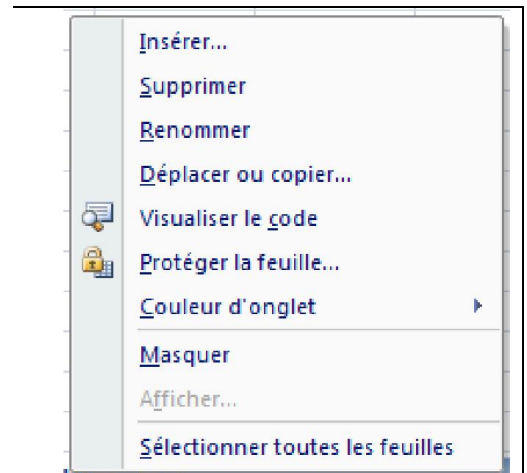 Insérer...
Supprimer
Renommer
Déplacer ou copier...
Visualiser le code
Protéger la feuille...
Couleur d'onglet
Masquer
Afficher...
Sélectionner toutes les feuilles